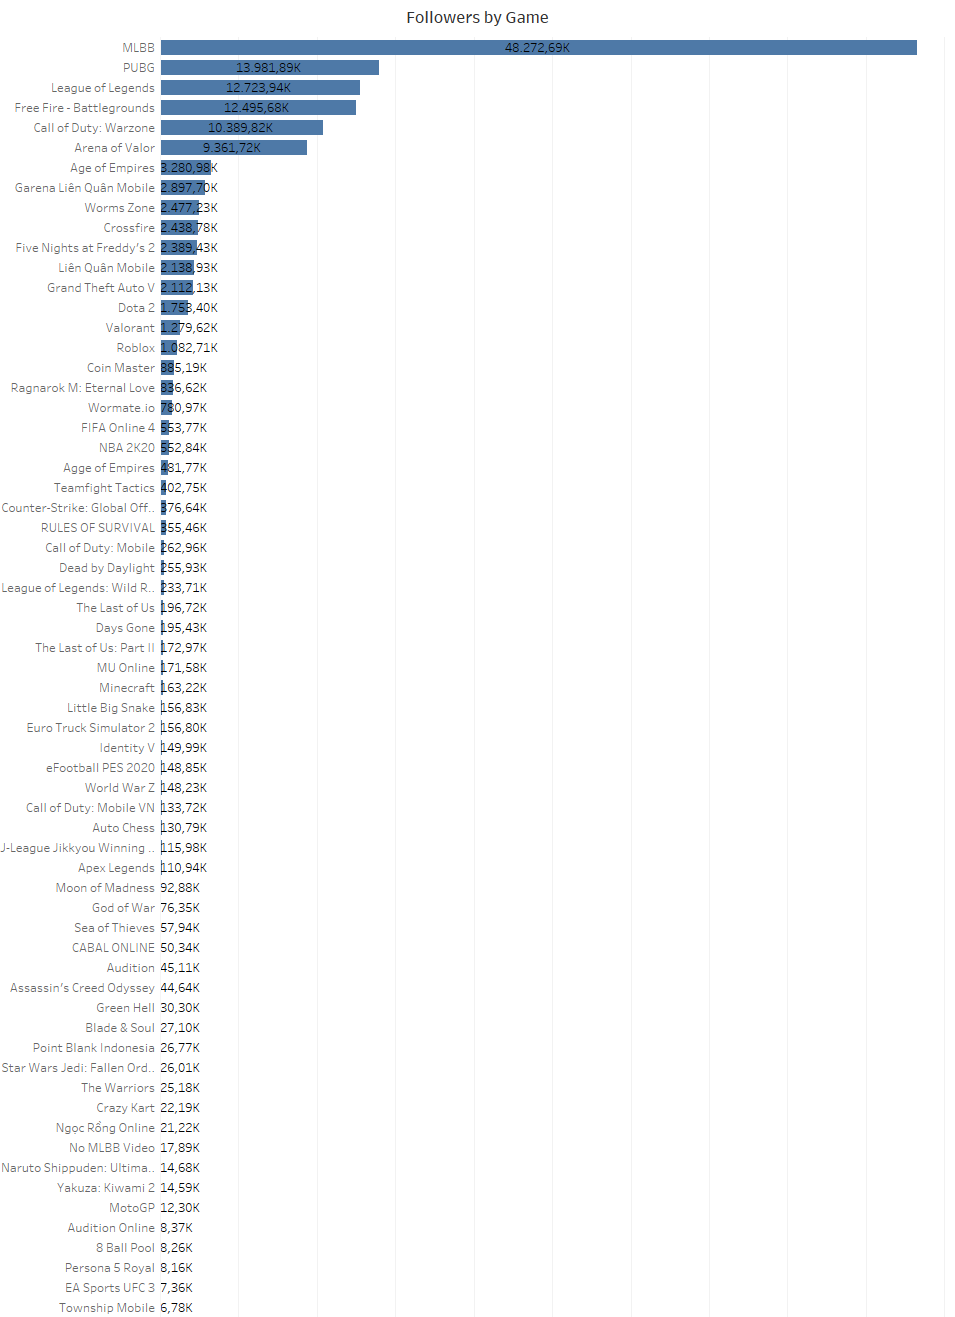 Followers by Game
MLBB 48.272,69K
PUBG 13.981,89K
League of Legends 12.723,94K
Free Fire - Battlegrounds 12.495,68K
Call of Duty: Warzone 10.389,82K
Arena of Valor 9.361,72K
Age of Empires 3.280,98K
Garena Liên Quân Mobile 2.897,70K
Worms Zone 2.477,23K
Crossfire 2.438,78K
Five Nights at Freddy's 2 2.389,43K
Liên Quân Mobile 2.138,93K
Grand Theft Auto V 2.112,13K
Dota 2 1.753,40K
Valorant 1.279,62K
Roblox 1.082,71K
Coin Master 885,19K
Ragnarok M: Eternal Love 836,62K
Wormate.io 780,97K
FIFA Online 4 553,77K
NBA 2K20 552,84K
Agge of Empires 481,77K
Teamfight Tactics 402,75K
Counter-Strike: Global Off.. 376,64K
RULES OF SURVIVAL 355,46K
Call of Duty: Mobile 262,96K
Dead by Daylight 255,93K
League of Legends: Wild R.. 233,71K
The Last of Us 196,72K
Days Gone 195,43K
The Last of Us: Part II 172,97K
MU Online 171,58K
Minecraft 163,22K
Little Big Snake 156,83K
Euro Truck Simulator 2 156,80K
Identity V 149,99K
eFootball PES 2020 148,85K
World War Z 148,23K
Call of Duty: Mobile VN 133,72K
Auto Chess 130,79K
J-League Jikkyou Winning .. 115,98K
Apex Legends 110,94K
Moon of Madness 92,88K
God of War 76,35K
Sea of Thieves 57,94K
CABAL ONLINE 50,34K
Audition 45,11K
Assassin's Creed Odyssey 44,64K
Green Hell 30,30K
Blade & Soul 27,10K
Point Blank Indonesia 26,77K
Star Wars Jedi: Fallen Ord.. 26,01K
The Warriors 25,18K
Crazy Kart 22,19K
Ngọc Rồng Online 21,22K
No MLBB Video 17,89K
Naruto Shippuden: Ultima.. 14,68K
Yakuza: Kiwami 2 14,59K
MotoGP 12,30K
Audition Online 8,37K
8 Ball Pool 8,26K
Persona 5 Royal 8,16K
EA Sports UFC 3 7,36K
Township Mobile 6,78K